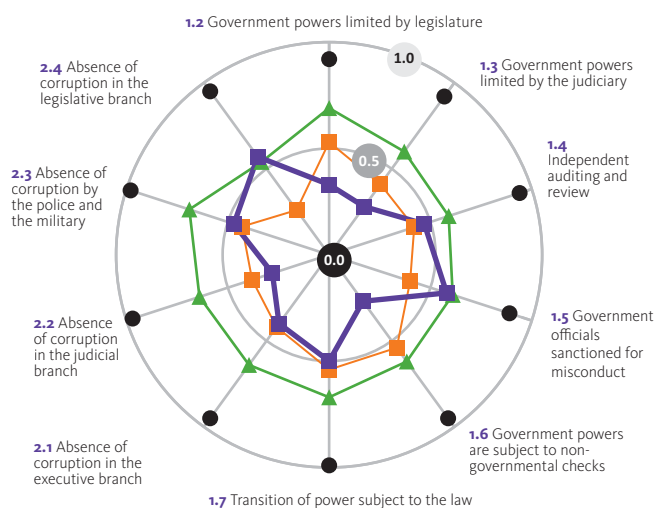 1.2 Government powers limited by legislature
1.0
1.3 Government powers
limited by the judiciary
2.4 Absence of
corruption in the
legislative branch
0.5
1.4
Independent
auditing and
review
2.3 Absence of
corruption by
the police and
the military
0.0
1.5 Government
officials
sanctioned for
misconduct
2.2 Absence
of corruption
in the judicial
branch
1.6 Government powers
are subject to non-
governmental checks
2.1 Absence of
corruption in the
executive branch
1.7 Transition of power subject to the law